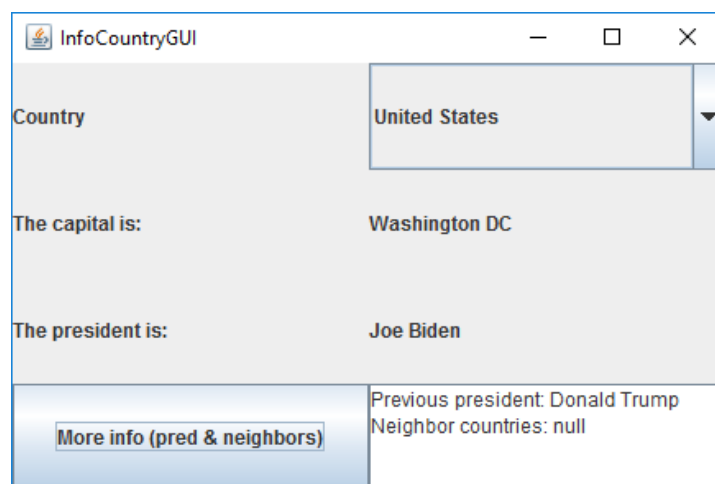 InfoCountryGUI
Country
United States
The capital is:
Washington DC
The president is:
Joe Biden
More info (pred & neighbors)
Previous president: Donald Trump
Neighbor countries: null